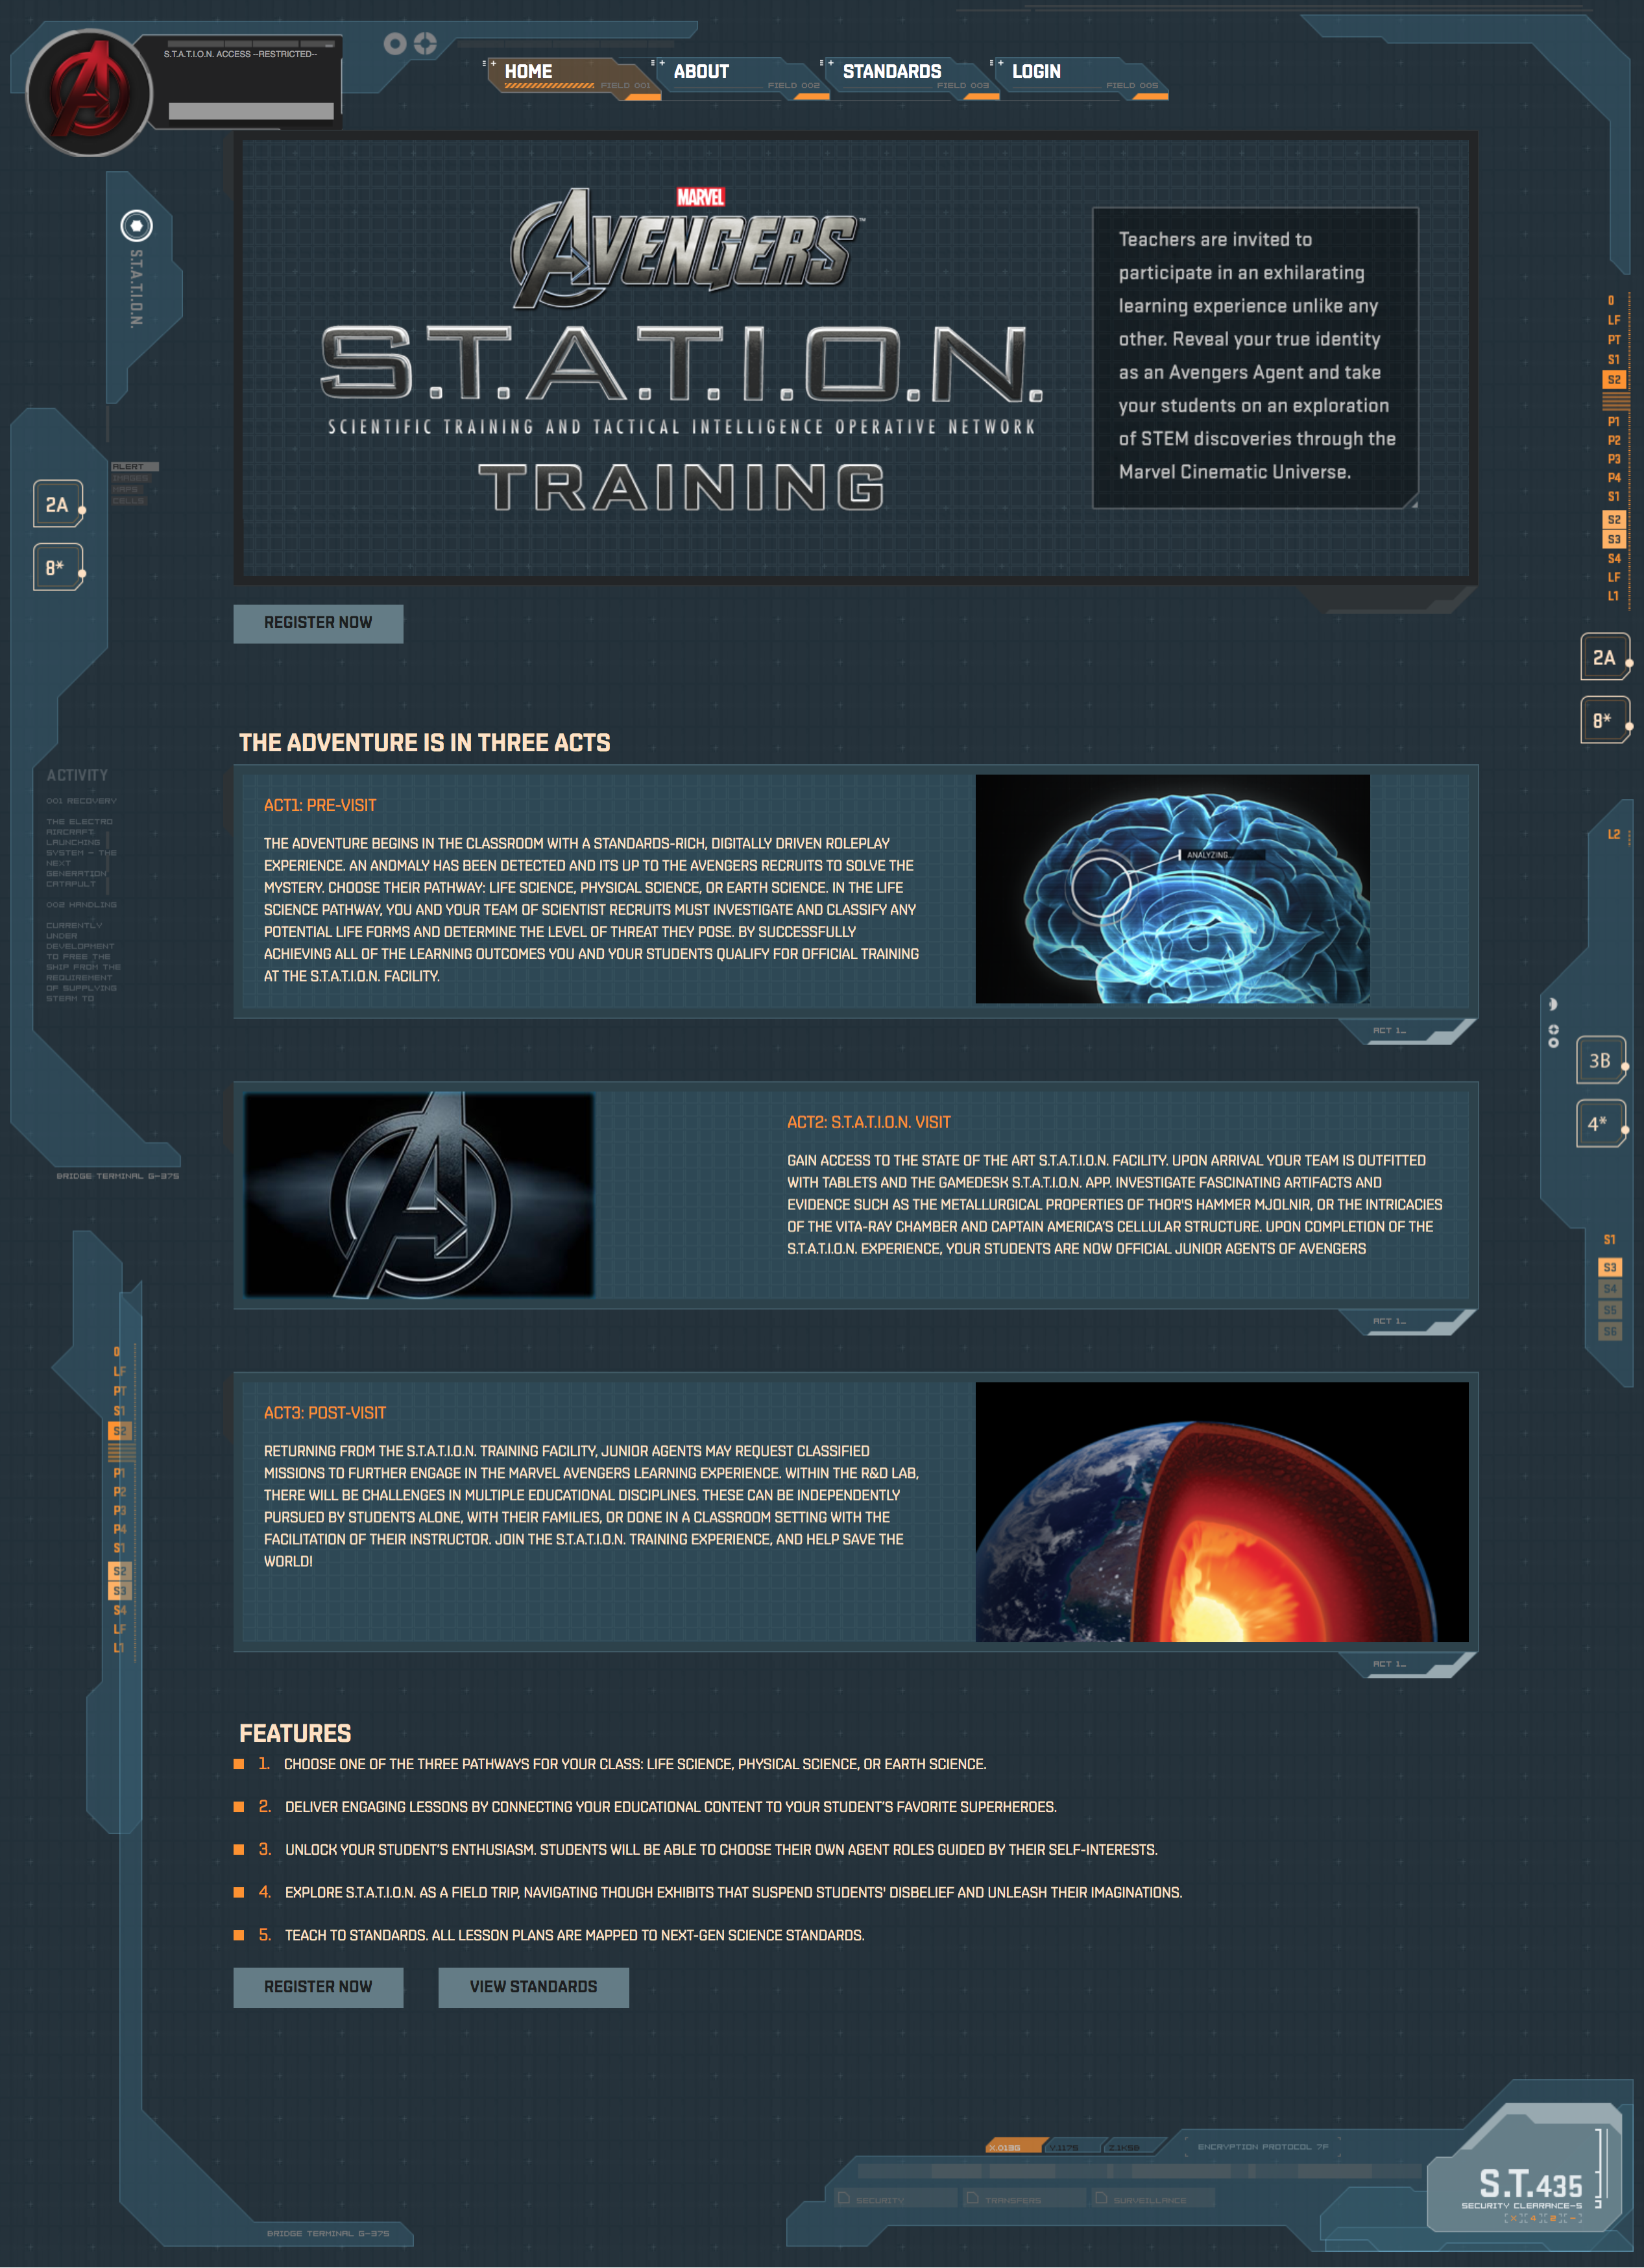 S.T.A.T.I.O.N. ACCESS --RESTRICTED--
HOME
FIELD 001
ABOUT
FIELD 002
STANDARDS
FIELD 003
LOGIN
FIELD 005
S.T.A.T.I.O.N.
MARVEL
AVENGERS
S.T.A.T.I.O.N.
SCIENTIFIC TRAINING AND TACTICAL INTELLIGENCE OPERATIVE NETWORK
TRAINING
Teachers are invited to
participate in an exhilarating
learning experience unlike any
other. Reveal your true identity
as an Avengers Agent and take
your students on an exploration
of STEM discoveries through the
Marvel Cinematic Universe.
0
LF
PT
S1
S2
P1
P2
P3
P4
S1
S2
S3
S4
LF
L1
ALERT
IMAGES
MAPS
CELLS
2A
8*
2A
8*
REGISTER NOW
THE ADVENTURE IS IN THREE ACTS
ACTIVITY
001 RECOVERY
THE ELECTRO
AIRCRAFT
LAUNCHING
SYSTEM – THE
NEXT
GENERATION
CATAPULT
002 HANDLING
CURRENTLY
UNDER
DEVELOPMENT
TO FREE THE
SHIP FROM THE
REQUIREMENT
OF SUPPLYING
STEAM TO
ACT1: PRE-VISIT
THE ADVENTURE BEGINS IN THE CLASSROOM WITH A STANDARDS-RICH, DIGITALLY DRIVEN ROLEPLAY
EXPERIENCE. AN ANOMALY HAS BEEN DETECTED AND ITS UP TO THE AVENGERS RECRUITS TO SOLVE THE
MYSTERY. CHOOSE THEIR PATHWAY: LIFE SCIENCE, PHYSICAL SCIENCE, OR EARTH SCIENCE. IN THE LIFE
SCIENCE PATHWAY, YOU AND YOUR TEAM OF SCIENTIST RECRUITS MUST INVESTIGATE AND CLASSIFY ANY
POTENTIAL LIFE FORMS AND DETERMINE THE LEVEL OF THREAT THEY POSE. BY SUCCESSFULLY
ACHIEVING ALL OF THE LEARNING OUTCOMES YOU AND YOUR STUDENTS QUALIFY FOR OFFICIAL TRAINING
AT THE S.T.A.T.I.O.N. FACILITY.
ANALYZING...
L2
ACT 1_
3B
4*
BRIDGE TERMINAL G-375
ACT2: S.T.A.T.I.O.N. VISIT
GAIN ACCESS TO THE STATE OF THE ART S.T.A.T.I.O.N. FACILITY. UPON ARRIVAL YOUR TEAM IS OUTFITTED
WITH TABLETS AND THE GAMEDESK S.T.A.T.I.O.N. APP. INVESTIGATE FASCINATING ARTIFACTS AND
EVIDENCE SUCH AS THE METALLURGICAL PROPERTIES OF THOR'S HAMMER MJOLNIR, OR THE INTRICACIES
OF THE VITA-RAY CHAMBER AND CAPTAIN AMERICA'S CELLULAR STRUCTURE. UPON COMPLETION OF THE
S.T.A.T.I.O.N. EXPERIENCE, YOUR STUDENTS ARE NOW OFFICIAL JUNIOR AGENTS OF AVENGERS
S1
S3
S4
S5
S6
ACT 1_
0
LF
PT
S1
S2
P1
P2
P3
P4
S1
S2
S3
S4
LF
L1
ACT3: POST-VISIT
RETURNING FROM THE S.T.A.T.I.O.N. TRAINING FACILITY, JUNIOR AGENTS MAY REQUEST CLASSIFIED
MISSIONS TO FURTHER ENGAGE IN THE MARVEL AVENGERS LEARNING EXPERIENCE. WITHIN THE R&D LAB,
THERE WILL BE CHALLENGES IN MULTIPLE EDUCATIONAL DISCIPLINES. THESE CAN BE INDEPENDENTLY
PURSUED BY STUDENTS ALONE, WITH THEIR FAMILIES, OR DONE IN A CLASSROOM SETTING WITH THE
FACILITATION OF THEIR INSTRUCTOR. JOIN THE S.T.A.T.I.O.N. TRAINING EXPERIENCE, AND HELP SAVE THE
WORLD!
ACT 1_
FEATURES
1. CHOOSE ONE OF THE THREE PATHWAYS FOR YOUR CLASS: LIFE SCIENCE, PHYSICAL SCIENCE, OR EARTH SCIENCE.
2. DELIVER ENGAGING LESSONS BY CONNECTING YOUR EDUCATIONAL CONTENT TO YOUR STUDENT'S FAVORITE SUPERHEROES.
3. UNLOCK YOUR STUDENT'S ENTHUSIASM. STUDENTS WILL BE ABLE TO CHOOSE THEIR OWN AGENT ROLES GUIDED BY THEIR SELF-INTERESTS.
4. EXPLORE S.T.A.T.I.O.N. AS A FIELD TRIP, NAVIGATING THOUGH EXHIBITS THAT SUSPEND STUDENTS' DISBELIEF AND UNLEASH THEIR IMAGINATIONS.
5. TEACH TO STANDARDS. ALL LESSON PLANS ARE MAPPED TO NEXT-GEN SCIENCE STANDARDS.
REGISTER NOW
VIEW STANDARDS
X.013G
ENCRYPTION PROTOCOL 7F
SECURITY
TRANSFERS
SURVEILLANCE
S.T.435
SECURITY CLEARANCE-5
BRIDGE TERMINAL G-375